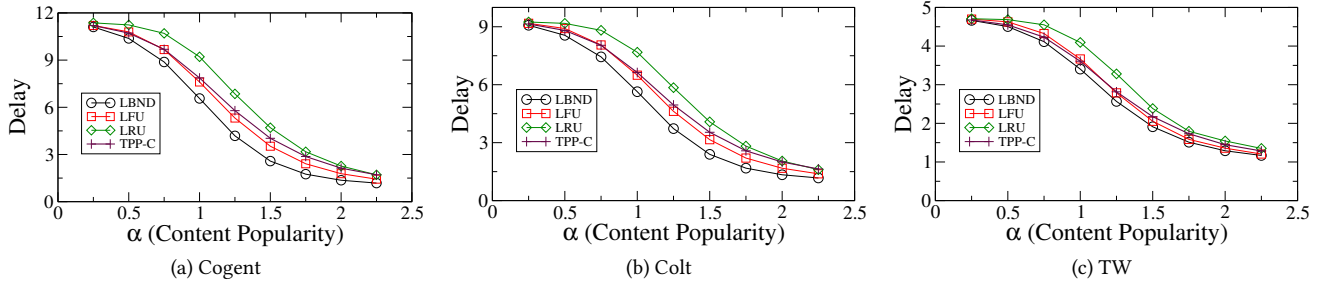 12
9
6
3
0
Delay
LBND
LFU
LRU
TPP-C
0 0.5 1 1.5 2 2.5
α (Content Popularity)
(a) Cogent
9
6
3
0
Delay
LBND
LFU
LRU
TPP-C
0 0.5 1 1.5 2 2.5
α (Content Popularity)
(b) Colt
5
4
3
2
1
0
Delay
LBND
LFU
LRU
TPP-C
0 0.5 1 1.5 2 2.5
α (Content Popularity)
(c) TW